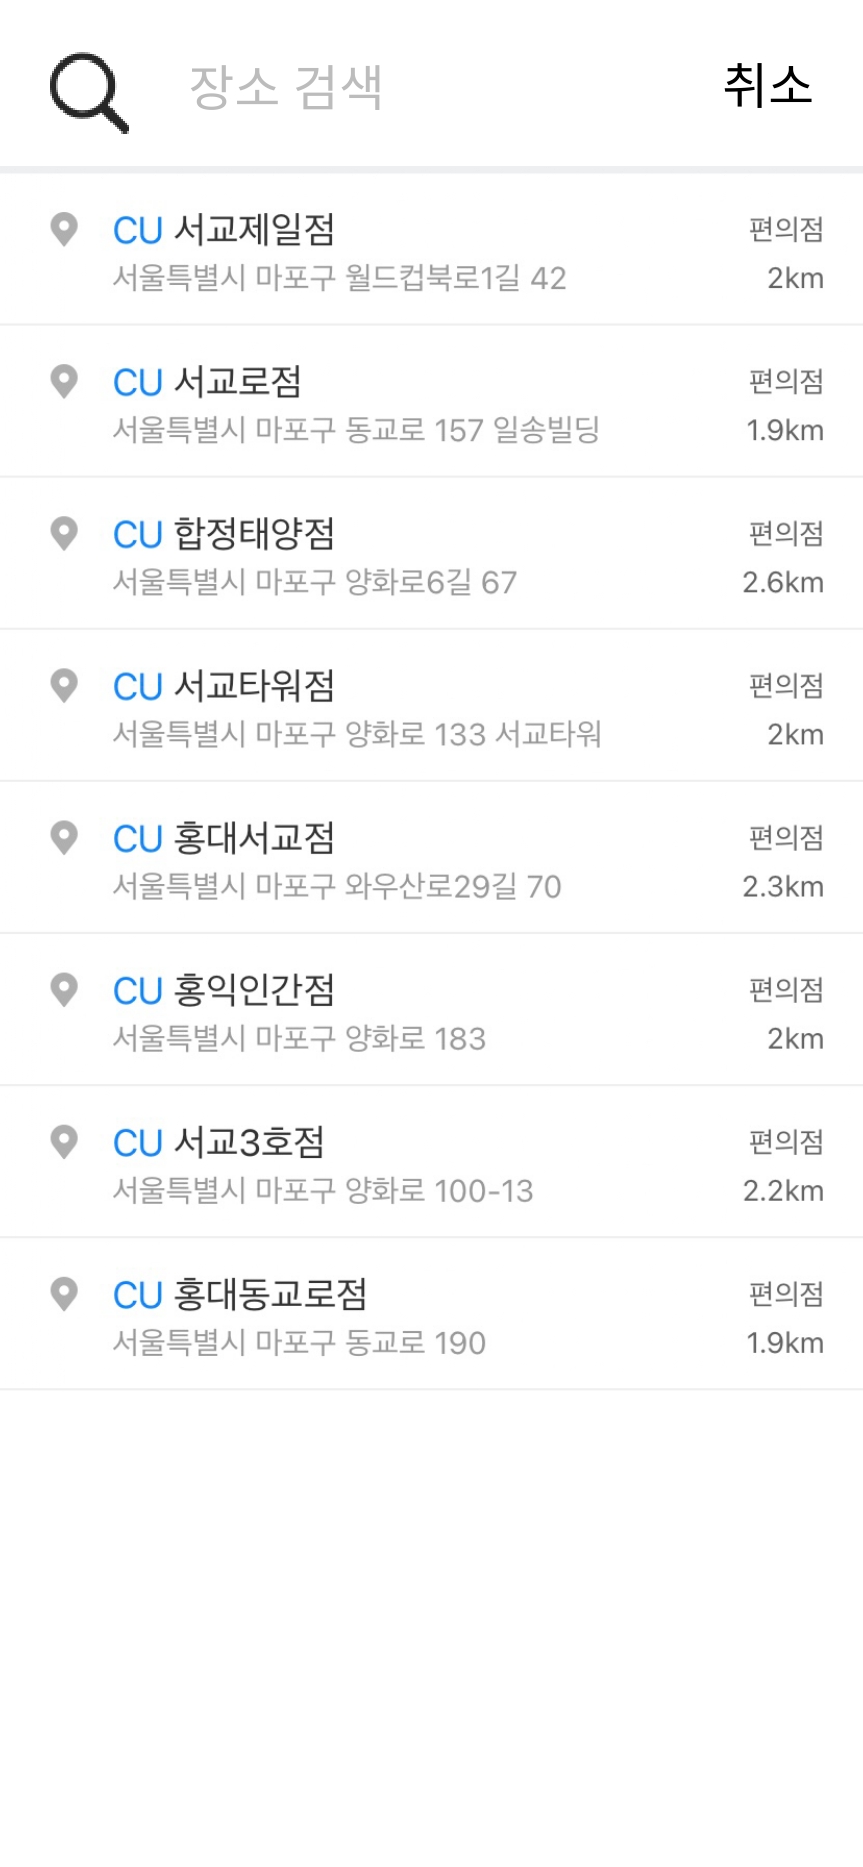 장소 검색 취소
CU 서교제일점 편의점
서울특별시 마포구 월드컵북로1길 42 2km
CU 서교로점 편의점
서울특별시 마포구 동교로 157 일송빌딩 1.9km
CU 합정태양점 편의점
서울특별시 마포구 양화로6길 67 2.6km
CU 서교타워점 편의점
서울특별시 마포구 양화로 133 서교타워 2km
CU 홍대서교점 편의점
서울특별시 마포구 와우산로29길 70 2.3km
CU 홍익인간점 편의점
서울특별시 마포구 양화로 183 2km
CU 서교3호점 편의점
서울특별시 마포구 양화로 100-13 2.2km
CU 홍대동교로점 편의점
서울특별시 마포구 동교로 190 1.9km